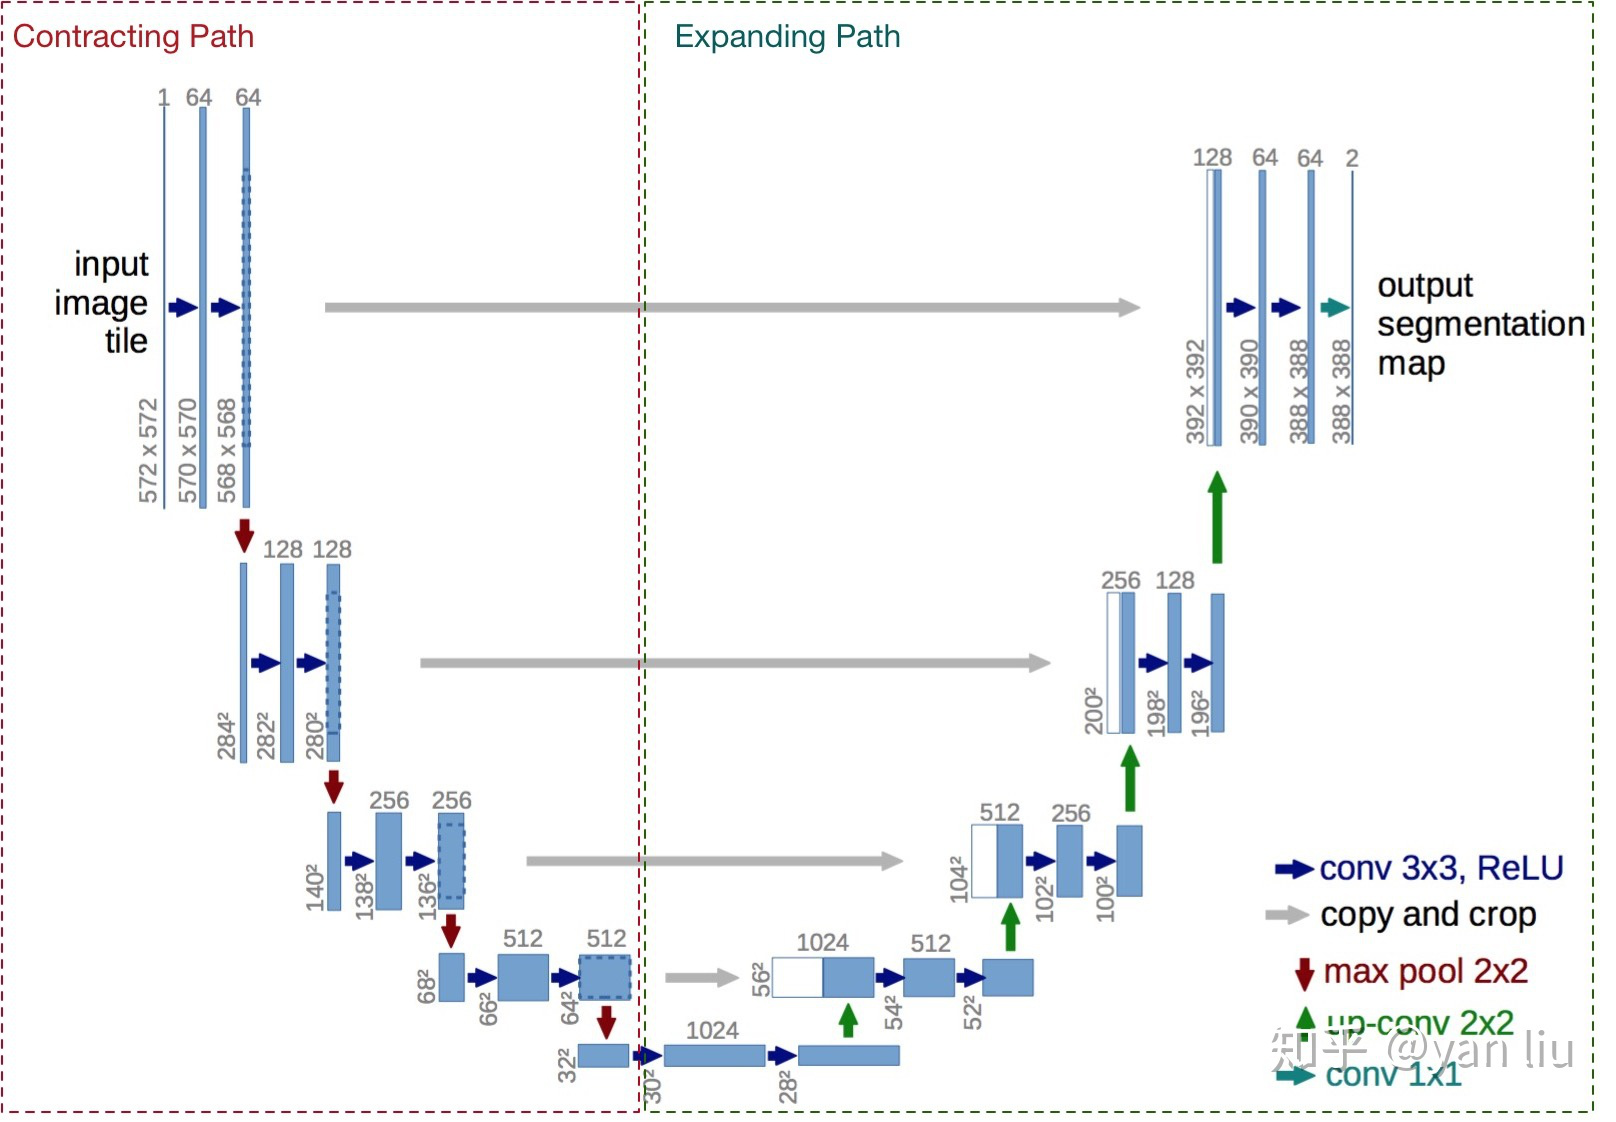 Contracting Path
Expanding Path
1 64 64
input
image
tile
572 x 572
570 x 570
568 x 568
128 64 64 2
output
segmentation
map
392 x 392
390 x 390
388 x 388
388 x 388
128 128
284²
282²
280²
256 128
200²
198²
196²
256 256
140²
138²
136²
512 256
104²
102²
100²
512 512
68²
66²
64²
1024 512
56²
54²
52²
1024
32²
30²
28²
conv 3x3, ReLU
copy and crop
max pool 2x2
up-conv 2x2
conv 1x1
知乎 @yan liu